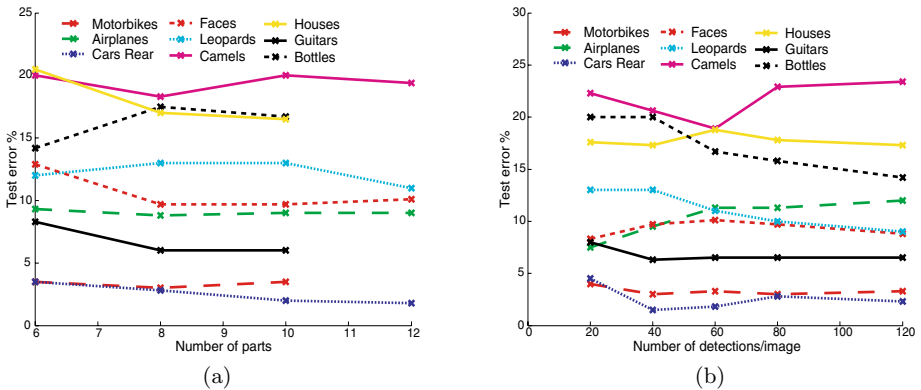 25
20
15
10
5
0
Test error %
Motorbikes
Airplanes
Cars Rear
Faces
Leopards
Camels
Houses
Guitars
Bottles
6 7 8 9 10 11 12
Number of parts
(a)
30
25
20
15
10
5
0
Test error %
Motorbikes
Airplanes
Cars Rear
Faces
Leopards
Camels
Houses
Guitars
Bottles
0 20 40 60 80 100 120
Number of detections/image
(b)